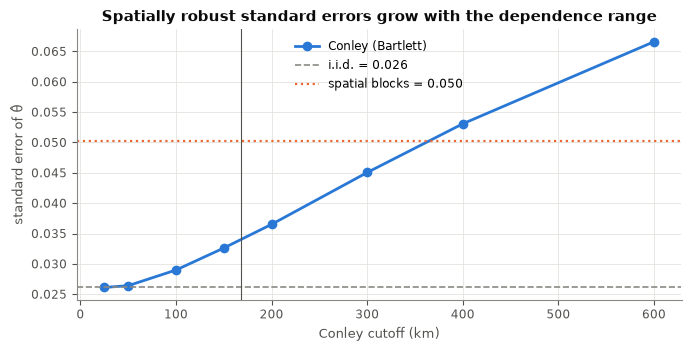 Spatially robust standard errors grow with the dependence range
Conley (Bartlett)
i.i.d. = 0.026
spatial blocks = 0.050
standard error of θ
0.065
0.060
0.055
0.050
0.045
0.040
0.035
0.030
0.025
0 100 200 300 400 500 600
Conley cutoff (km)